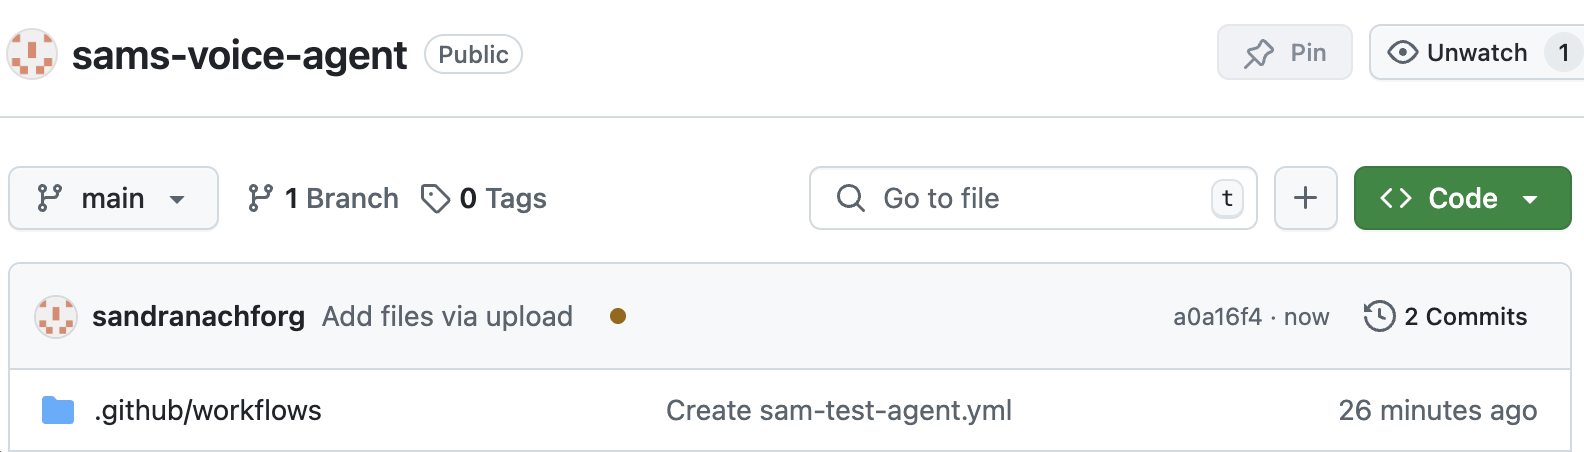 sams-voice-agent Public Pin Unwatch 1
main 1 Branch 0 Tags Go to file t Code
sandranachforg Add files via upload a0a16f4 · now 2 Commits
.github/workflows Create sam-test-agent.yml 26 minutes ago